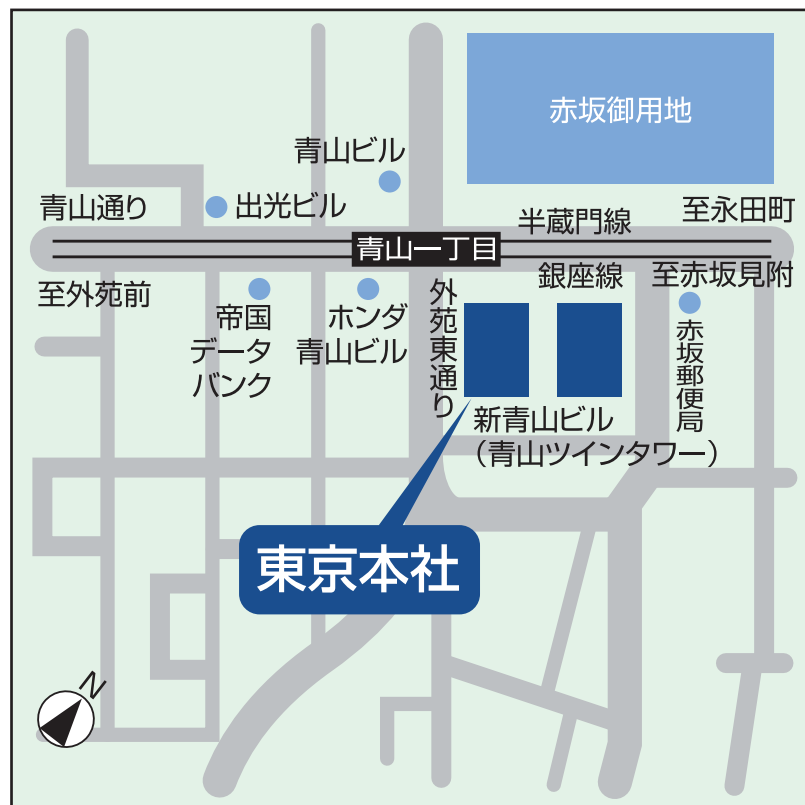 赤坂御用地
青山ビル
青山通り
出光ビル
半蔵門線
至永田町
青山一丁目
至外苑前
銀座線
至赤坂見附
帝国
データ
バンク
ホンダ
青山ビル
外苑東通り
赤坂郵便局
新青山ビル
（青山ツインタワー）
東京本社
N